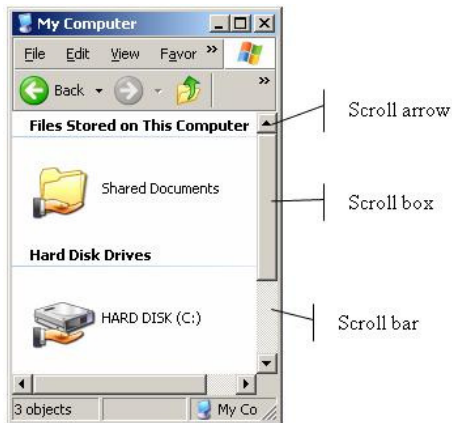 My Computer
File Edit View Favor »
Back »
Files Stored on This Computer
Scroll arrow
Shared Documents
Scroll box
Hard Disk Drives
HARD DISK (C:)
Scroll bar
3 objects My Co